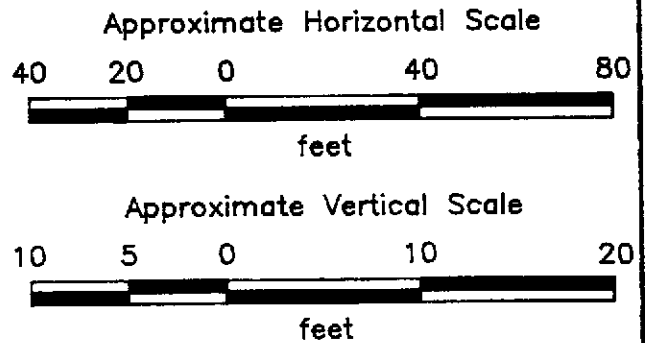 Approximate Horizontal Scale
40 20 0 40 80
feet
Approximate Vertical Scale
10 5 0 10 20
feet